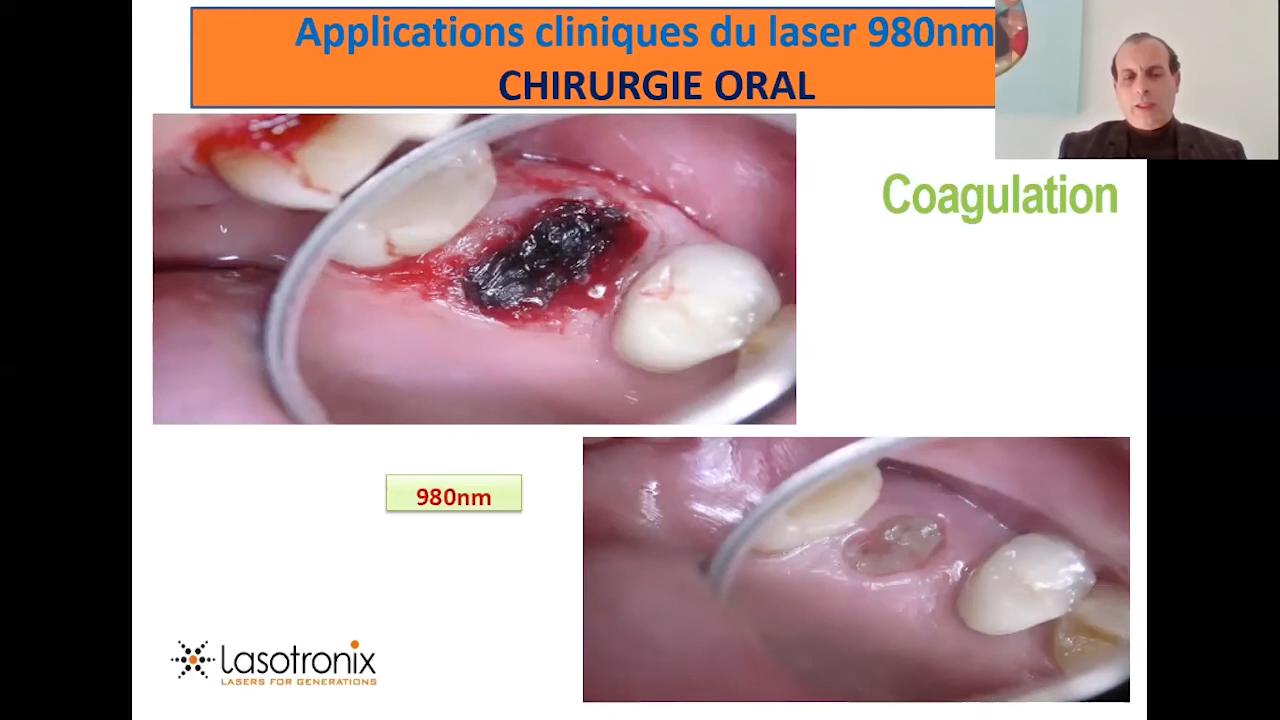 Applications cliniques du laser 980nm
CHIRURGIE ORAL
Coagulation
980nm
Lasotronix
LASERS FOR GENERATIONS